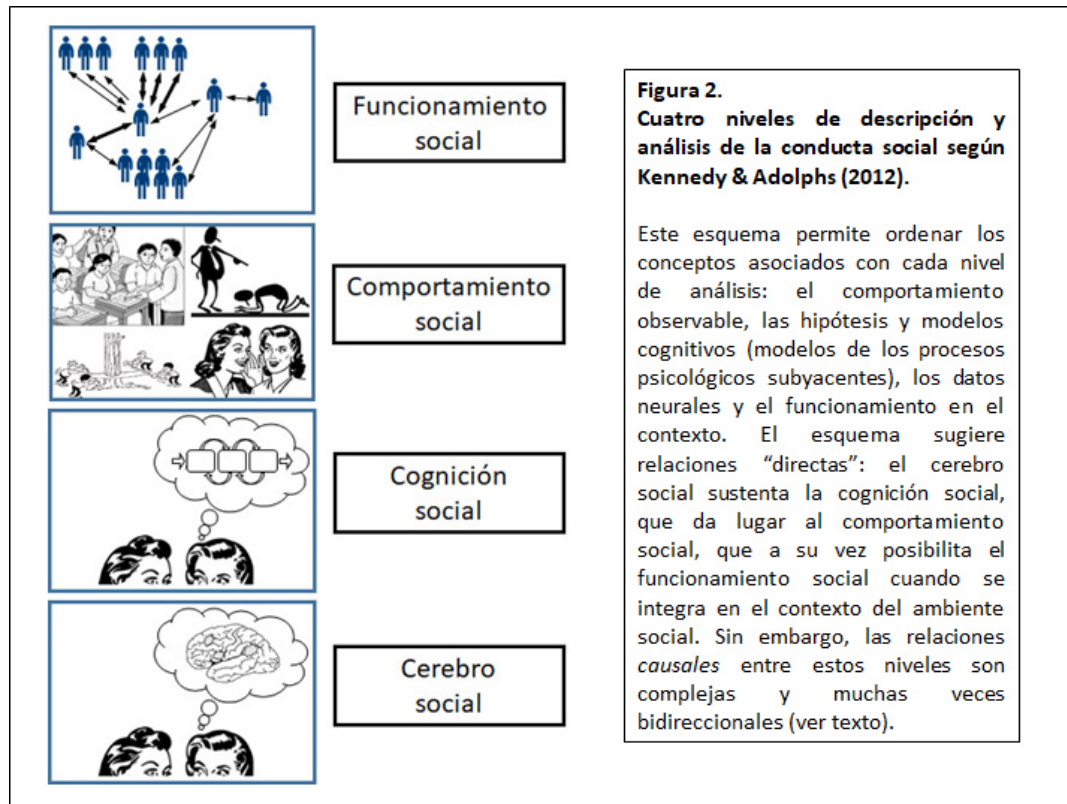 Funcionamiento
social
Comportamiento
social
Cognición
social
Cerebro
social
Figura 2.
Cuatro niveles de descripción y
análisis de la conducta social según
Kennedy & Adolphs (2012).
Este esquema permite ordenar los
conceptos asociados con cada nivel
de análisis: el comportamiento
observable, las hipótesis y modelos
cognitivos (modelos de los procesos
psicológicos subyacentes), los datos
neurales y el funcionamiento en el
contexto. El esquema sugiere
relaciones “directas”: el cerebro
social sustenta la cognición social,
que da lugar al comportamiento
social, que a su vez posibilita el
funcionamiento social cuando se
integra en el contexto del ambiente
social. Sin embargo, las relaciones
causales entre estos niveles son
complejas y muchas veces
bidireccionales (ver texto).